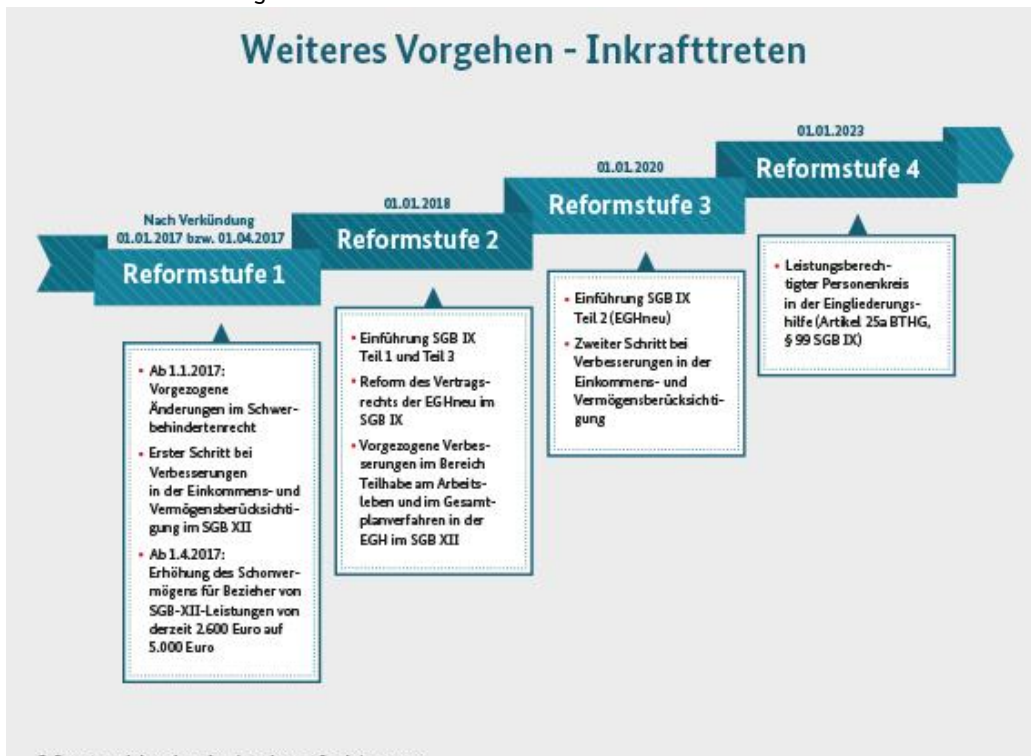 Weiteres Vorgehen - Inkrafttreten
Nach Verkündung
01.01.2017 bzw. 01.04.2017
Reformstufe 1
• Ab 1.1.2017:
Vorgezogene
Änderungen im Schwer-
behindertenrecht
• Erster Schritt bei
Verbesserungen
in der Einkommens- und
Vermögensberücksichti-
gung im SGB XII
• Ab 1.4.2017:
Erhöhung des Schonver-
mögens für Bezieher von
SGB-XII-Leistungen von
derzeit 2.600 Euro auf
5.000 Euro
01.01.2018
Reformstufe 2
• Einführung SGB IX
Teil 1 und Teil 3
• Reform des Vertrags-
rechts der EGHneu im
SGB IX
• Vorgezogene Verbes-
serungen im Bereich
Teilhabe am Arbeits-
leben und im Gesamt-
planverfahren in der
EGH im SGB XII
01.01.2020
Reformstufe 3
• Einführung SGB IX
Teil 2 (EGHneu)
• Zweiter Schritt bei
Verbesserungen in der
Einkommens- und
Vermögensberücksichti-
gung
01.01.2023
Reformstufe 4
• Leistungsberech-
tigter Personenkreis
in der Eingliederungs-
hilfe (Artikel 25a BTHG,
§ 99 SGB IX)